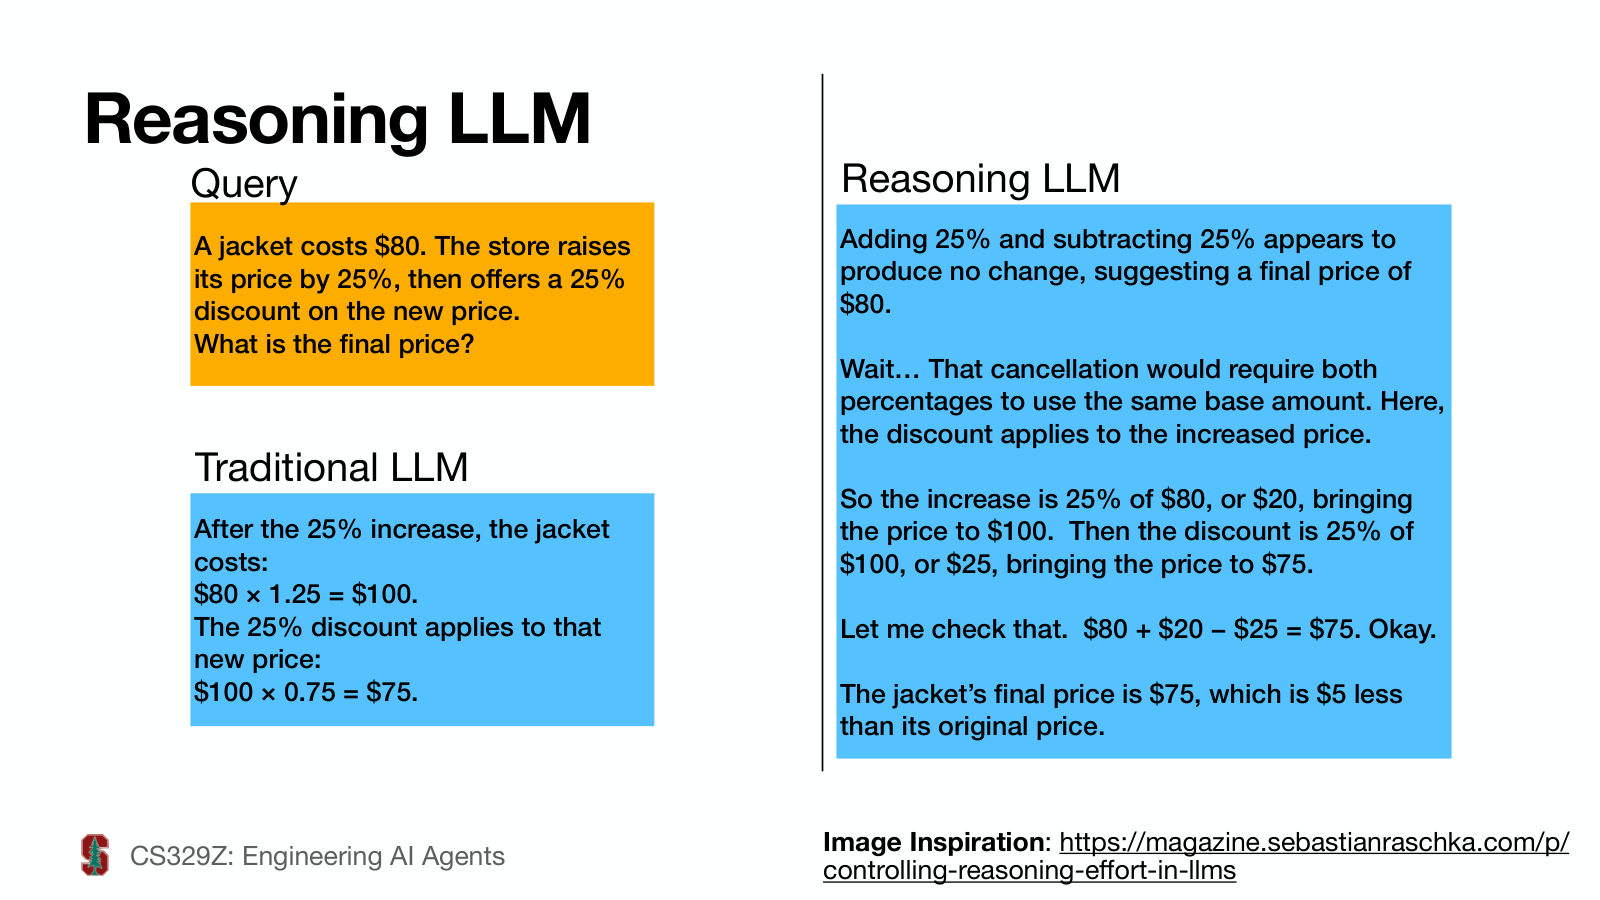 Reasoning LLM
Query
A jacket costs $80. The store raises
its price by 25%, then offers a 25%
discount on the new price.
What is the final price?
Traditional LLM
After the 25% increase, the jacket
costs:
$80 × 1.25 = $100.
The 25% discount applies to that
new price:
$100 × 0.75 = $75.
Reasoning LLM
Adding 25% and subtracting 25% appears to
produce no change, suggesting a final price of
$80.
Wait… That cancellation would require both
percentages to use the same base amount. Here,
the discount applies to the increased price.
So the increase is 25% of $80, or $20, bringing
the price to $100.  Then the discount is 25% of
$100, or $25, bringing the price to $75.
Let me check that.  $80 + $20 – $25 = $75. Okay.
The jacket’s final price is $75, which is $5 less
than its original price.
CS329Z: Engineering AI Agents
Image Inspiration: https://magazine.sebastianraschka.com/p/
controlling-reasoning-effort-in-llms